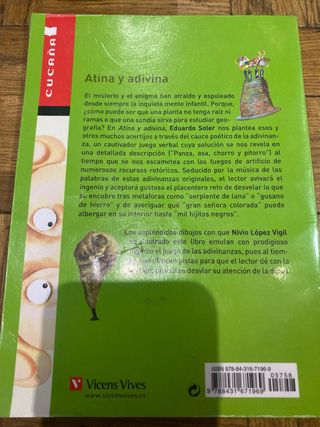 CUCAÑA
Atina y adivina
El misterio y el enigma han atraído y espoleado
desde siempre la inquieta mente infantil. Porque,
¿cómo puede ser que una planta no tenga raíz ni
ramas o que una sandía sirva para estudiar geo-
grafía? En Atina y adivina, Eduardo Soler nos plantea esos y
otros muchos acertijos a través del cauce poético de la adivinan-
za, un cautivador juego verbal cuya solución se nos revela en
una detallada descripción ("Panza, asa, chorro y pitorro") al
tiempo que se nos escamotea con los fuegos de artificio de
numerosos recursos retóricos. Seducido por la música de las
palabras de estas adivinanzas originales, el lector avivará el
ingenio y aceptará gustoso el placentero reto de desvelar lo que
se encubre tras metáforas como "serpiente de lana" o "gusano
de hierro" y de averiguar qué "gran señora colorada" puede
albergar en su interior hasta "mil hijitos negros".
Los espléndidos dibujos con que Nivio López Vigil
ha ilustrado este libro emulan con prodigioso
el juego de las adivinanzas, pues al tiem-
po que ofrecen pistas para que el lector dé con la
desviar su atención de la
ISBN 978-84-316-7196-9
05758
9 788431 671969
Vicens Vives
www.vicensvives.es